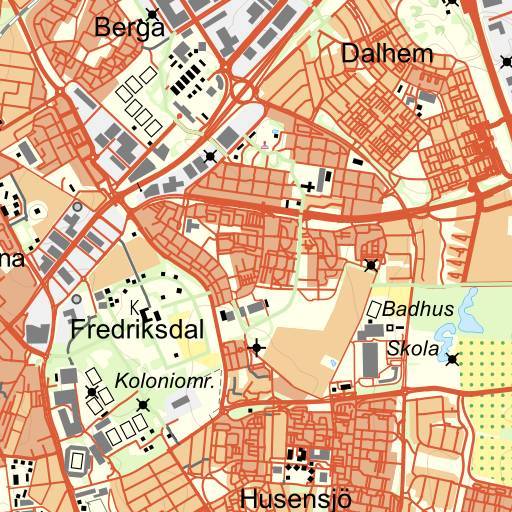 Berga
Dalhem
na
Badhus
K
Fredriksdal
Skola
Koloniomr.
Husensjö